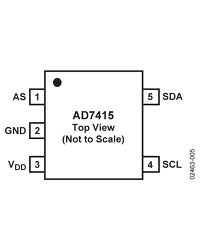 AD7415
Top View
(Not to Scale)
AS 1
GND 2
VDD 3
5 SDA
4 SCL
02463-005